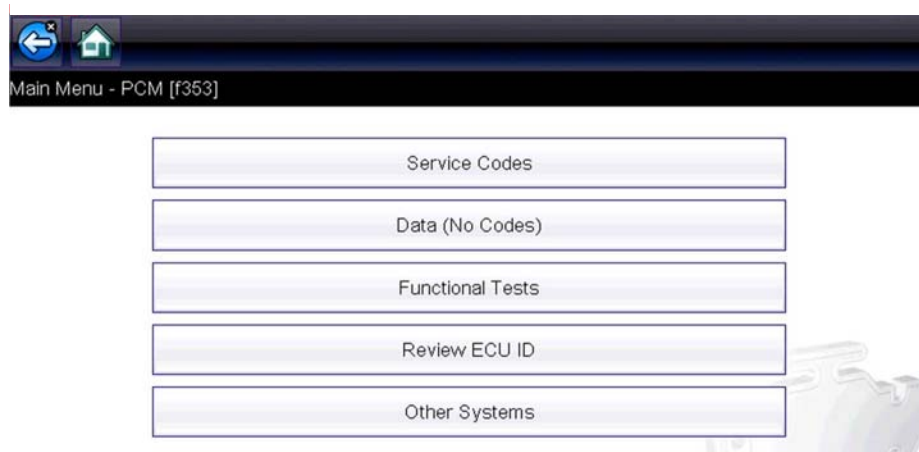 Main Menu - PCM [f353]
Service Codes
Data (No Codes)
Functional Tests
Review ECU ID
Other Systems